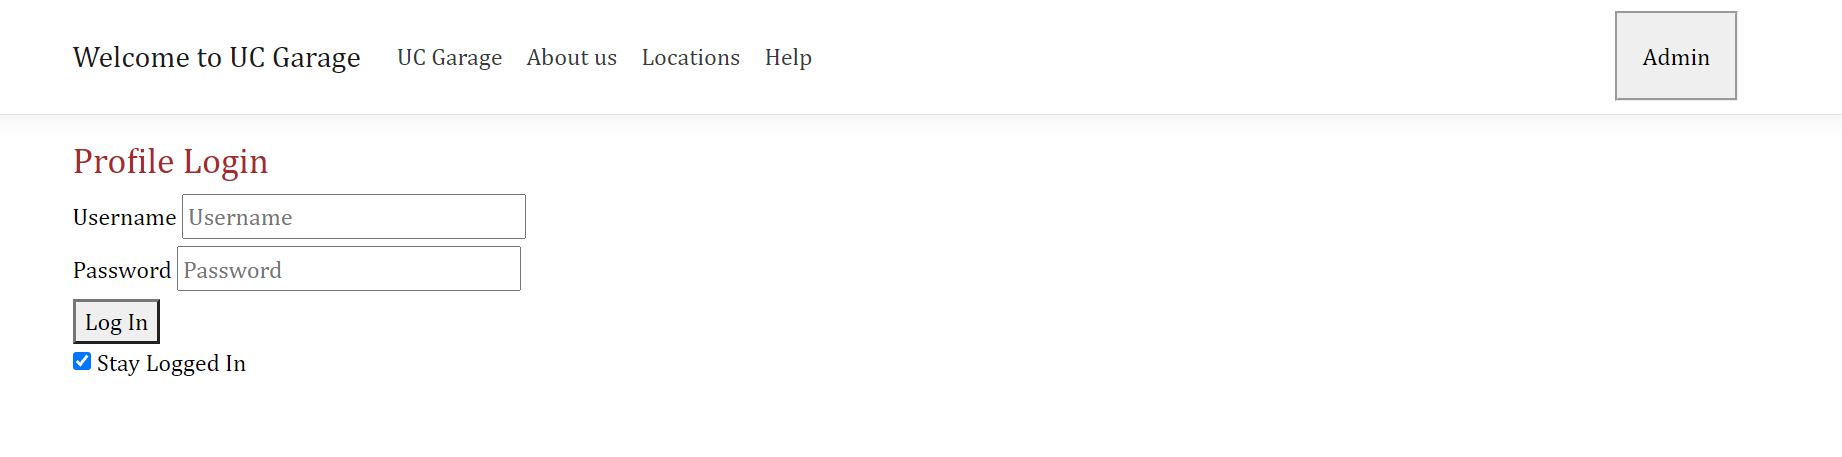 Welcome to UC Garage UC Garage About us Locations Help Admin
Profile Login
Username Username
Password Password
Log In
Stay Logged In